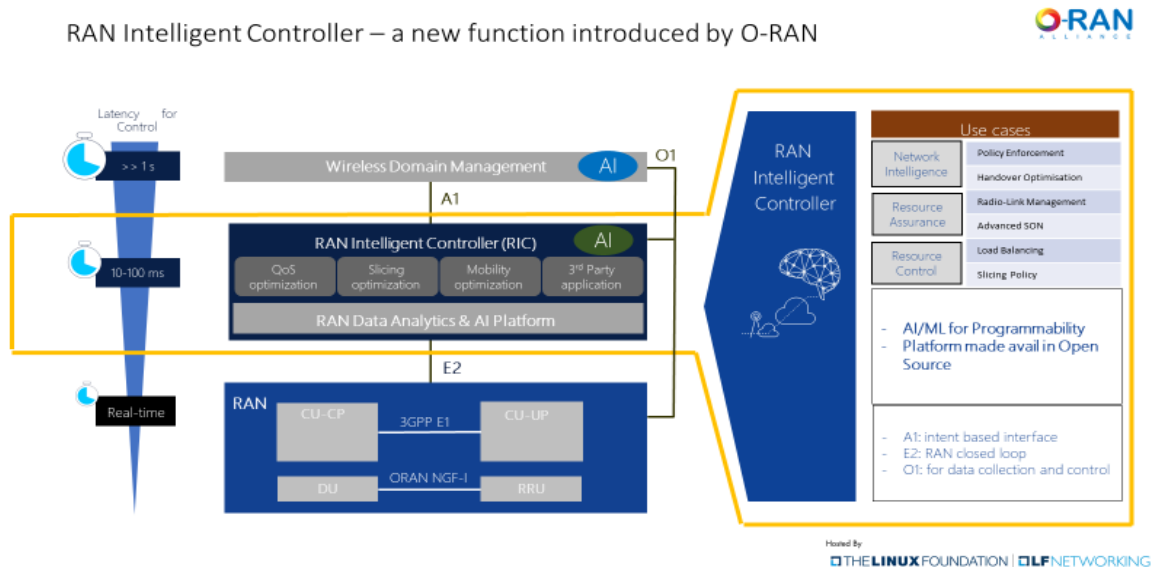 RAN Intelligent Controller – a new function introduced by O-RAN
O-RAN
ALLIANCE
Latency for
Control
>> 1 s
10-100 ms
Real-time
Wireless Domain Management
AI
O1
A1
RAN Intelligent Controller (RIC)
AI
QoS
optimization
Slicing
optimization
Mobility
optimization
3rd Party
application
RAN Data Analytics & AI Platform
E2
RAN
CU-CP
3GPP E1
CU-UP
DU
ORAN NGF-I
RRU
RAN
Intelligent
Controller
Use cases
Network
Intelligence
Resource
Assurance
Resource
Control
Policy Enforcement
Handover Optimisation
Radio-Link Management
Advanced SON
Load Balancing
Slicing Policy
- AI/ML for Programmability
- Platform made avail in Open
Source
- A1: intent based interface
- E2: RAN closed loop
- O1: for data collection and control
Hosted By
THE LINUX FOUNDATION | LF NETWORKING